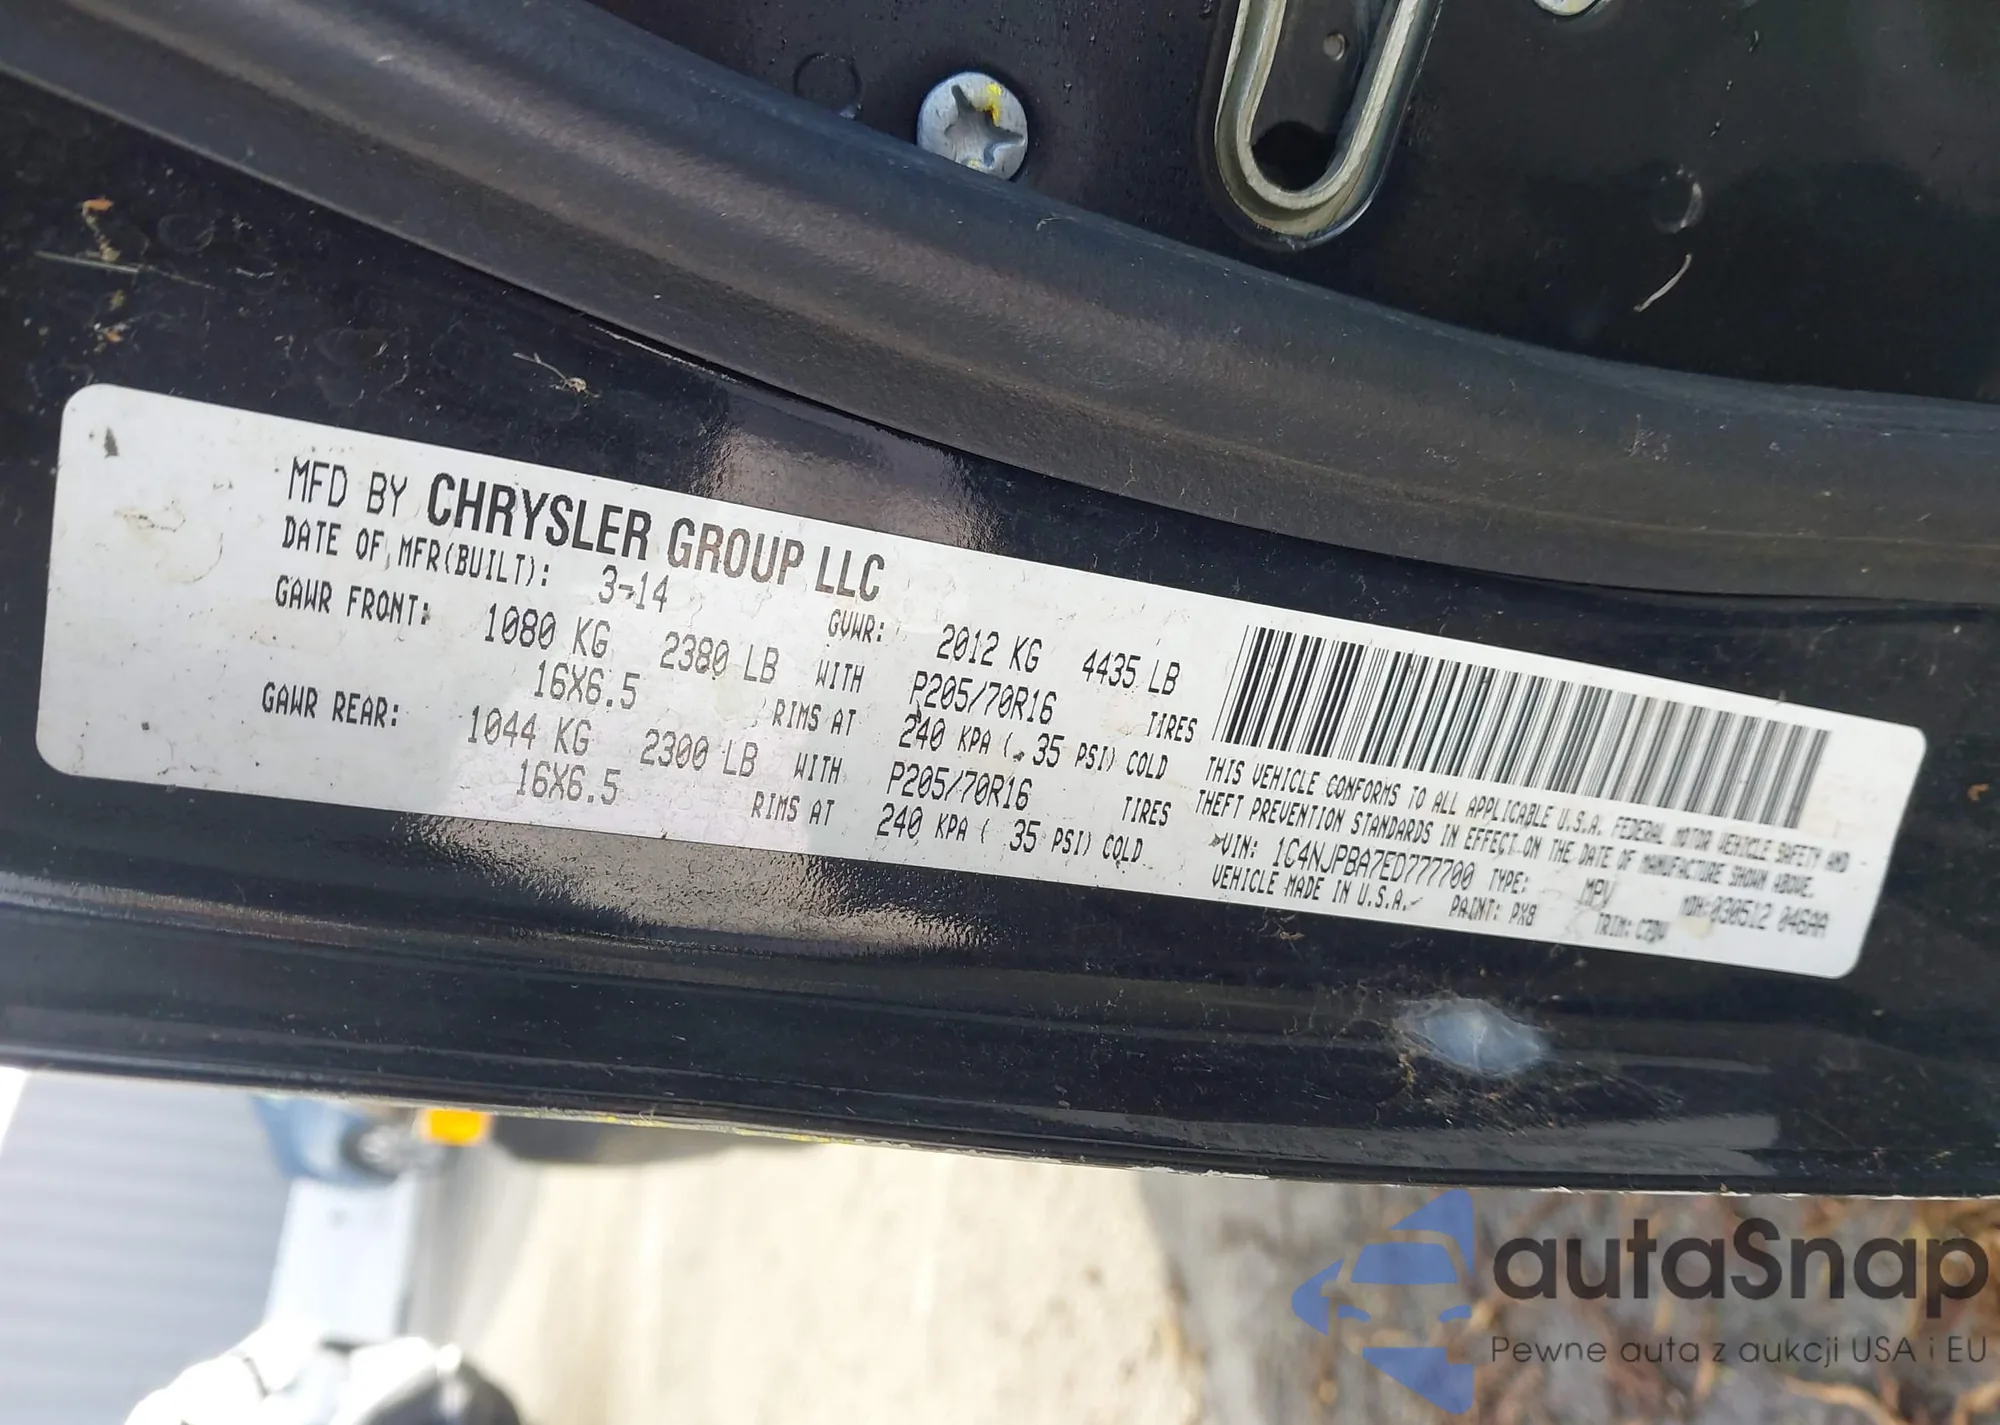 MFD BY CHRYSLER GROUP LLC
DATE OF MFR(BUILT): 3-14 GVWR: 2012 KG 4435 LB
GAWR FRONT: 1080 KG 2380 LB WITH P205/70R16 TIRES
16X6.5 RIMS AT 240 KPA ( 35 PSI) COLD
GAWR REAR: 1044 KG 2300 LB WITH P205/70R16 TIRES
16X6.5 RIMS AT 240 KPA ( 35 PSI) COLD
THIS VEHICLE CONFORMS TO ALL APPLICABLE U.S.A. FEDERAL MOTOR VEHICLE SAFETY AND
THEFT PREVENTION STANDARDS IN EFFECT ON THE DATE OF MANUFACTURE SHOWN ABOVE.
VIN: 1C4NJPBA7ED777700 TYPE: MPV MDH:030512 046AA
VEHICLE MADE IN U.S.A. PAINT: PX8 TRIM:
autaSnap
Pewne auta z aukcji USA i EU